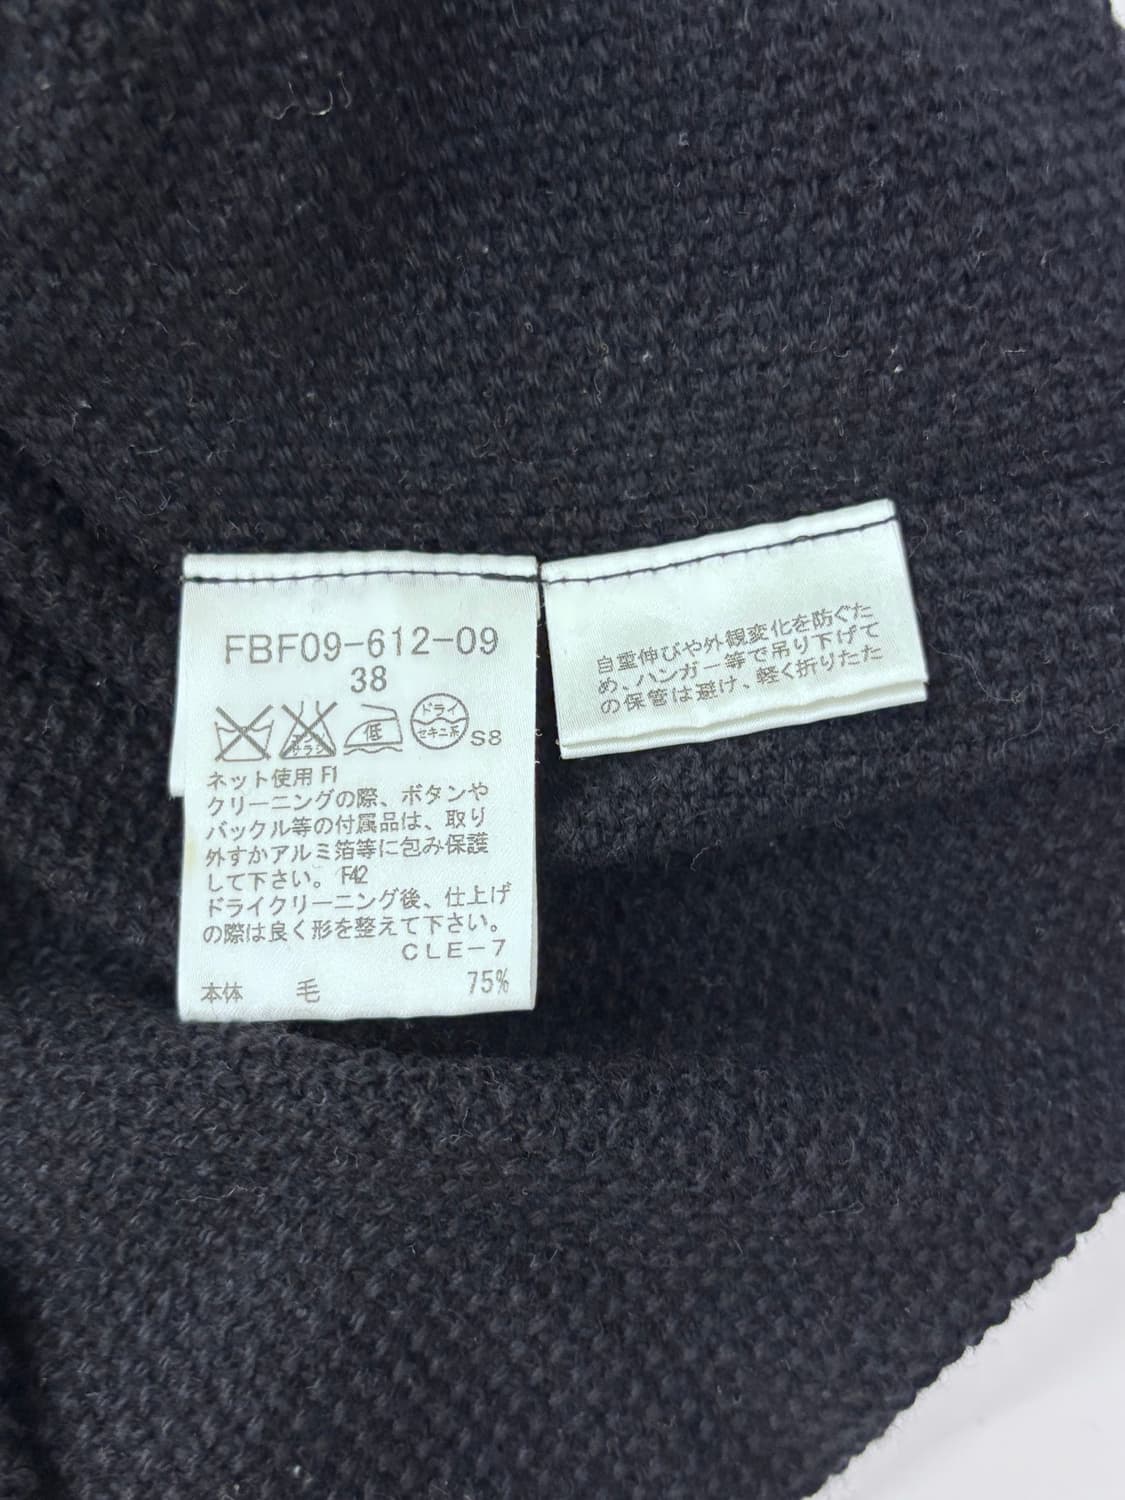 FBF09-612-09
38
サラシ
低
ドライ
セキユ系
S8
ネット使用 F1
クリーニングの際、ボタンや
バックル等の付属品は、取り
外すかアルミ箔等に包み保護
して下さい。 F42
ドライクリーニング後、仕上げ
の際は良く形を整えて下さい。
CLE-7
本体 毛 75%
自重伸びや外観変化を防ぐた
め、ハンガー等で吊り下げて
の保管は避け、軽く折りたた